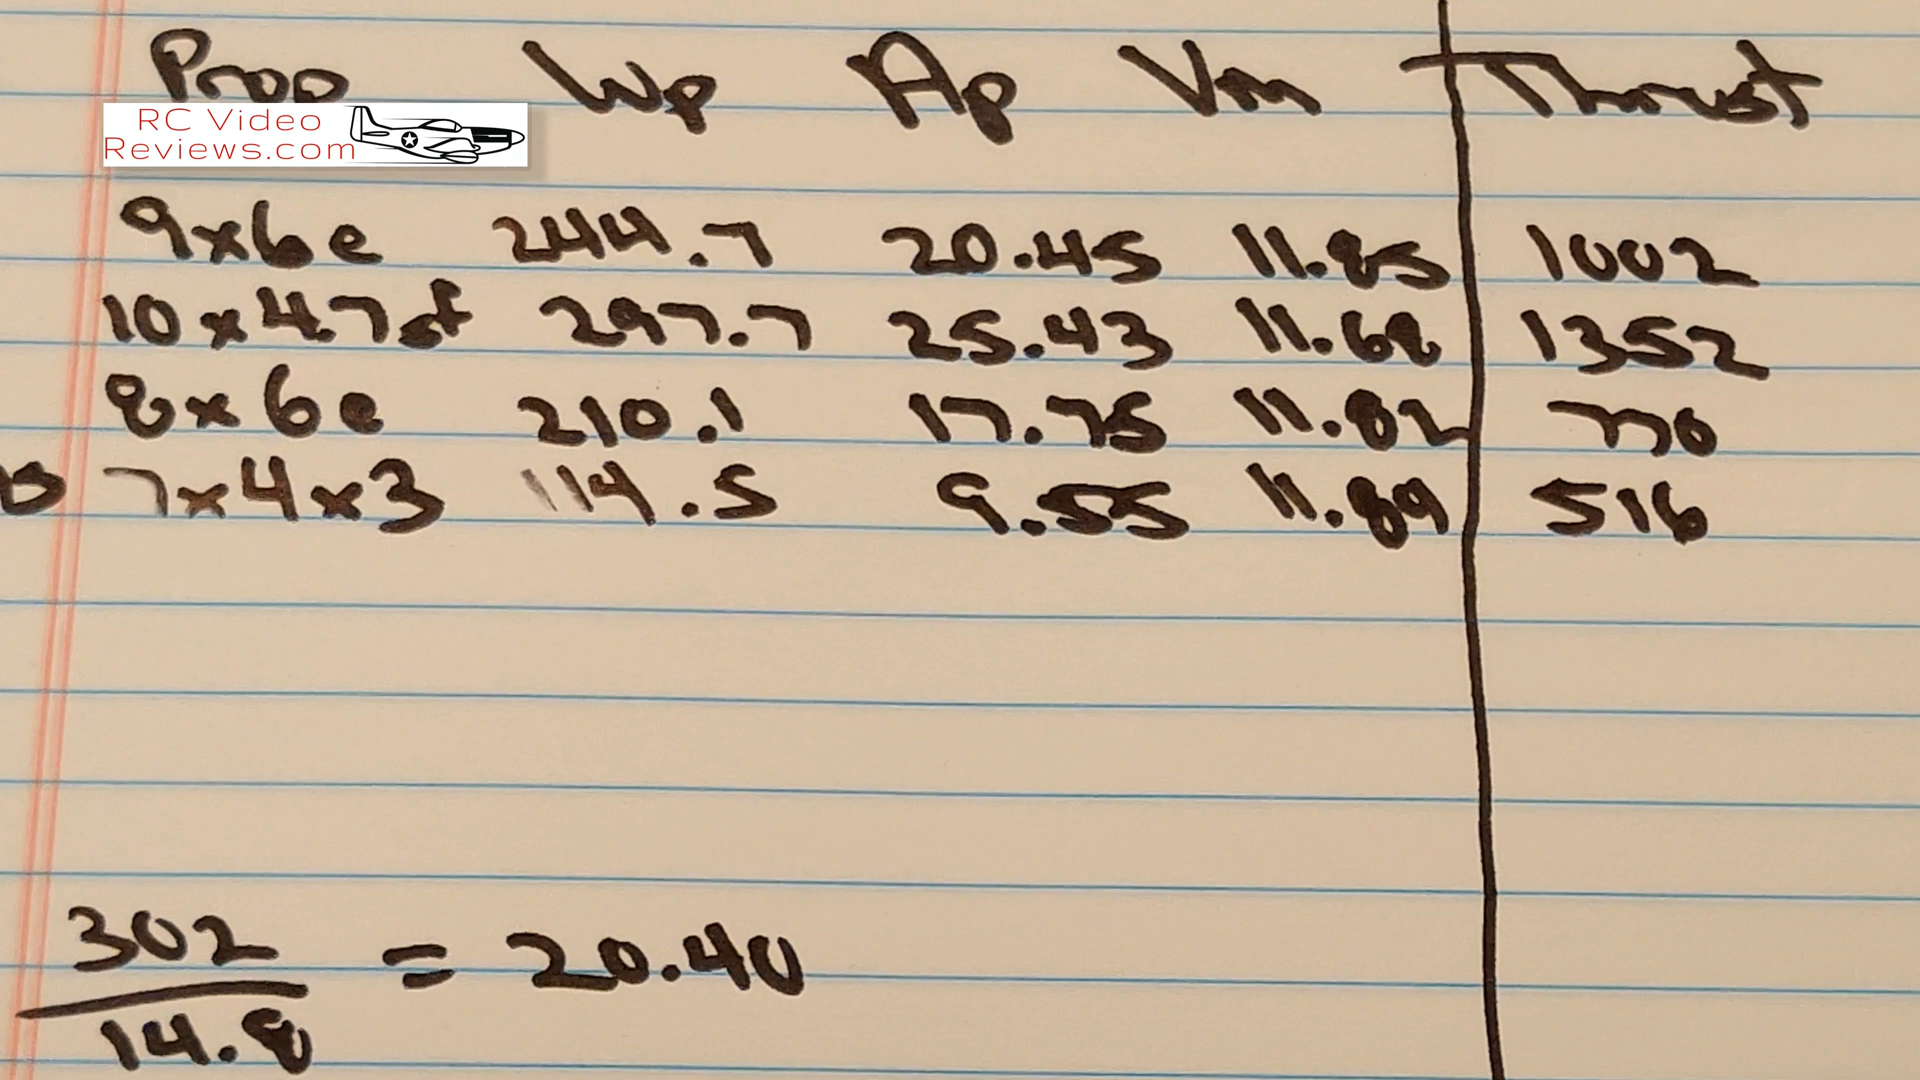 Prop Wp Ap Vm Thrust
RC Video
Reviews.com
9x6e 244.7 20.45 11.85 1002
10x4.7sf 297.7 25.43 11.68 1352
8x6e 210.1 17.75 11.82 770
7x4x3 114.5 9.55 11.89 516
302
= 20.40
14.8